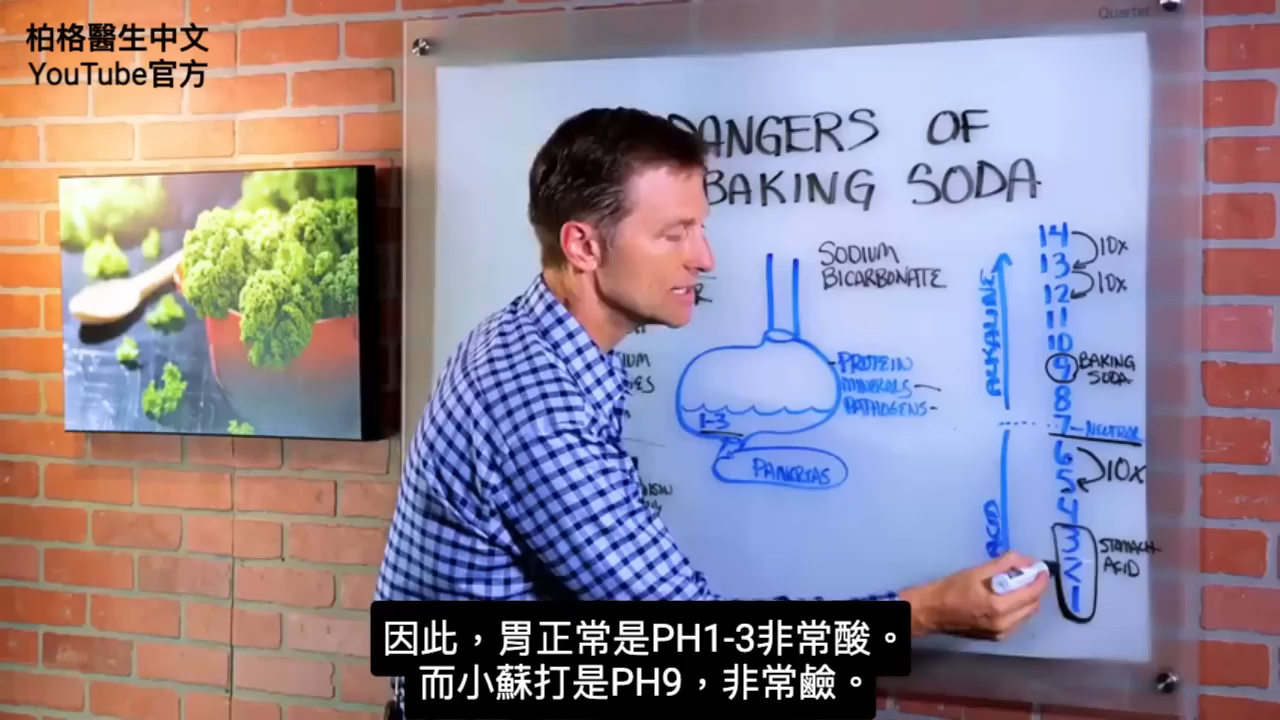 柏格醫生中文
YouTube官方
Quartet
DANGERS OF
BAKING SODA
SODIUM
BICARBONATE
PROTEIN
MINERALS
PATHOGENS
1-3
PANCREAS
ALKALINE
ACID
14
10X
13
10X
12
11
10
9 BAKING
SODA
8
7 NEUTRAL
6
10X
5
4
3
2
1
STOMACH
ACID
因此，胃正常是PH1-3非常酸。
而小蘇打是PH9，非常鹼。